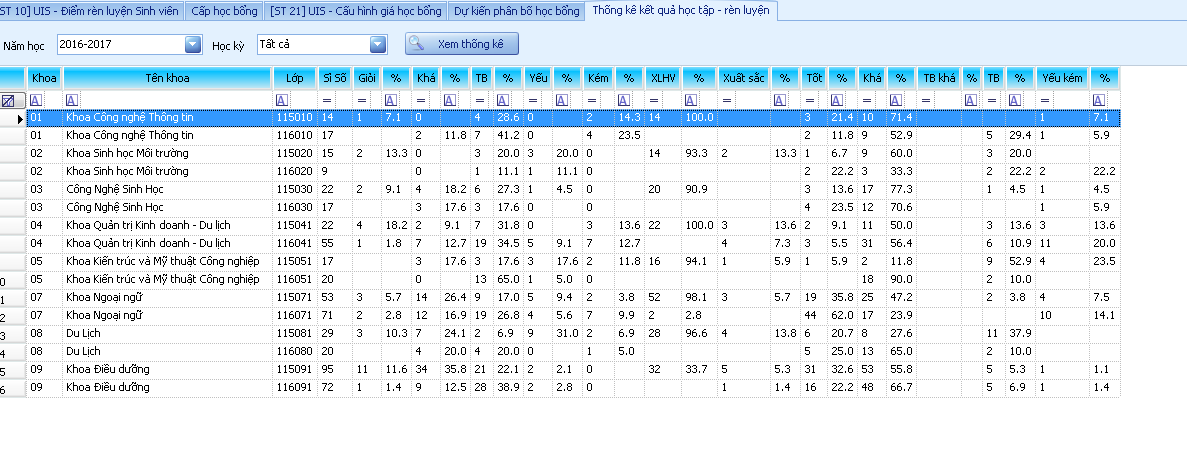 ST 10] UIS - Điểm rèn luyện Sinh viên Cấp học bổng [ST 21] UIS - Cấu hình giá học bổng Dự kiến phân bổ học bổng Thống kê kết quả học tập - rèn luyện
Năm học 2016-2017 Học kỳ Tất cả Xem thống kê
Khoa Tên khoa Lớp Sĩ Số Giỏi % Khá % TB % Yếu % Kém % XLHV % Xuất sắc % Tốt % Khá % TB khá % TB % Yếu kém %
A A A = = A = A = A = A = A = A = A = A = A = A = A = A
01 Khoa Công nghệ Thông tin 115010 14 1 7.1 0 4 28.6 0 2 14.3 14 100.0 3 21.4 10 71.4 1 7.1
01 Khoa Công nghệ Thông tin 116010 17 2 11.8 7 41.2 0 4 23.5 2 11.8 9 52.9 5 29.4 1 5.9
02 Khoa Sinh học Môi trường 115020 15 2 13.3 0 3 20.0 3 20.0 0 14 93.3 2 13.3 1 6.7 9 60.0 3 20.0
02 Khoa Sinh học Môi trường 116020 9 0 1 11.1 1 11.1 0 2 22.2 3 33.3 2 22.2 2 22.2
03 Công Nghệ Sinh Học 115030 22 2 9.1 4 18.2 6 27.3 1 4.5 0 20 90.9 3 13.6 17 77.3 1 4.5 1 4.5
03 Công Nghệ Sinh Học 116030 17 3 17.6 3 17.6 0 0 4 23.5 12 70.6 1 5.9
04 Khoa Quản trị Kinh doanh - Du lịch 115041 22 4 18.2 2 9.1 7 31.8 0 3 13.6 22 100.0 3 13.6 2 9.1 11 50.0 3 13.6 3 13.6
04 Khoa Quản trị Kinh doanh - Du lịch 116041 55 1 1.8 7 12.7 19 34.5 5 9.1 7 12.7 4 7.3 3 5.5 31 56.4 6 10.9 11 20.0
05 Khoa Kiến trúc và Mỹ thuật Công nghiệp 115051 17 3 17.6 3 17.6 3 17.6 2 11.8 16 94.1 1 5.9 1 5.9 2 11.8 9 52.9 4 23.5
0 05 Khoa Kiến trúc và Mỹ thuật Công nghiệp 116051 20 0 13 65.0 1 5.0 0 18 90.0 2 10.0
1 07 Khoa Ngoại ngữ 115071 53 3 5.7 14 26.4 9 17.0 5 9.4 2 3.8 52 98.1 3 5.7 19 35.8 25 47.2 2 3.8 4 7.5
2 07 Khoa Ngoại ngữ 116071 71 2 2.8 12 16.9 19 26.8 4 5.6 7 9.9 2 2.8 44 62.0 17 23.9 10 14.1
3 08 Du Lịch 115081 29 3 10.3 7 24.1 2 6.9 9 31.0 2 6.9 28 96.6 4 13.8 6 20.7 8 27.6 11 37.9
4 08 Du Lịch 116080 20 4 20.0 4 20.0 0 1 5.0 5 25.0 13 65.0 2 10.0
5 09 Khoa Điều dưỡng 115091 95 11 11.6 34 35.8 21 22.1 2 2.1 0 32 33.7 5 5.3 31 32.6 53 55.8 5 5.3 1 1.1
6 09 Khoa Điều dưỡng 116091 72 1 1.4 9 12.5 28 38.9 2 2.8 0 1 1.4 16 22.2 48 66.7 5 6.9 1 1.4